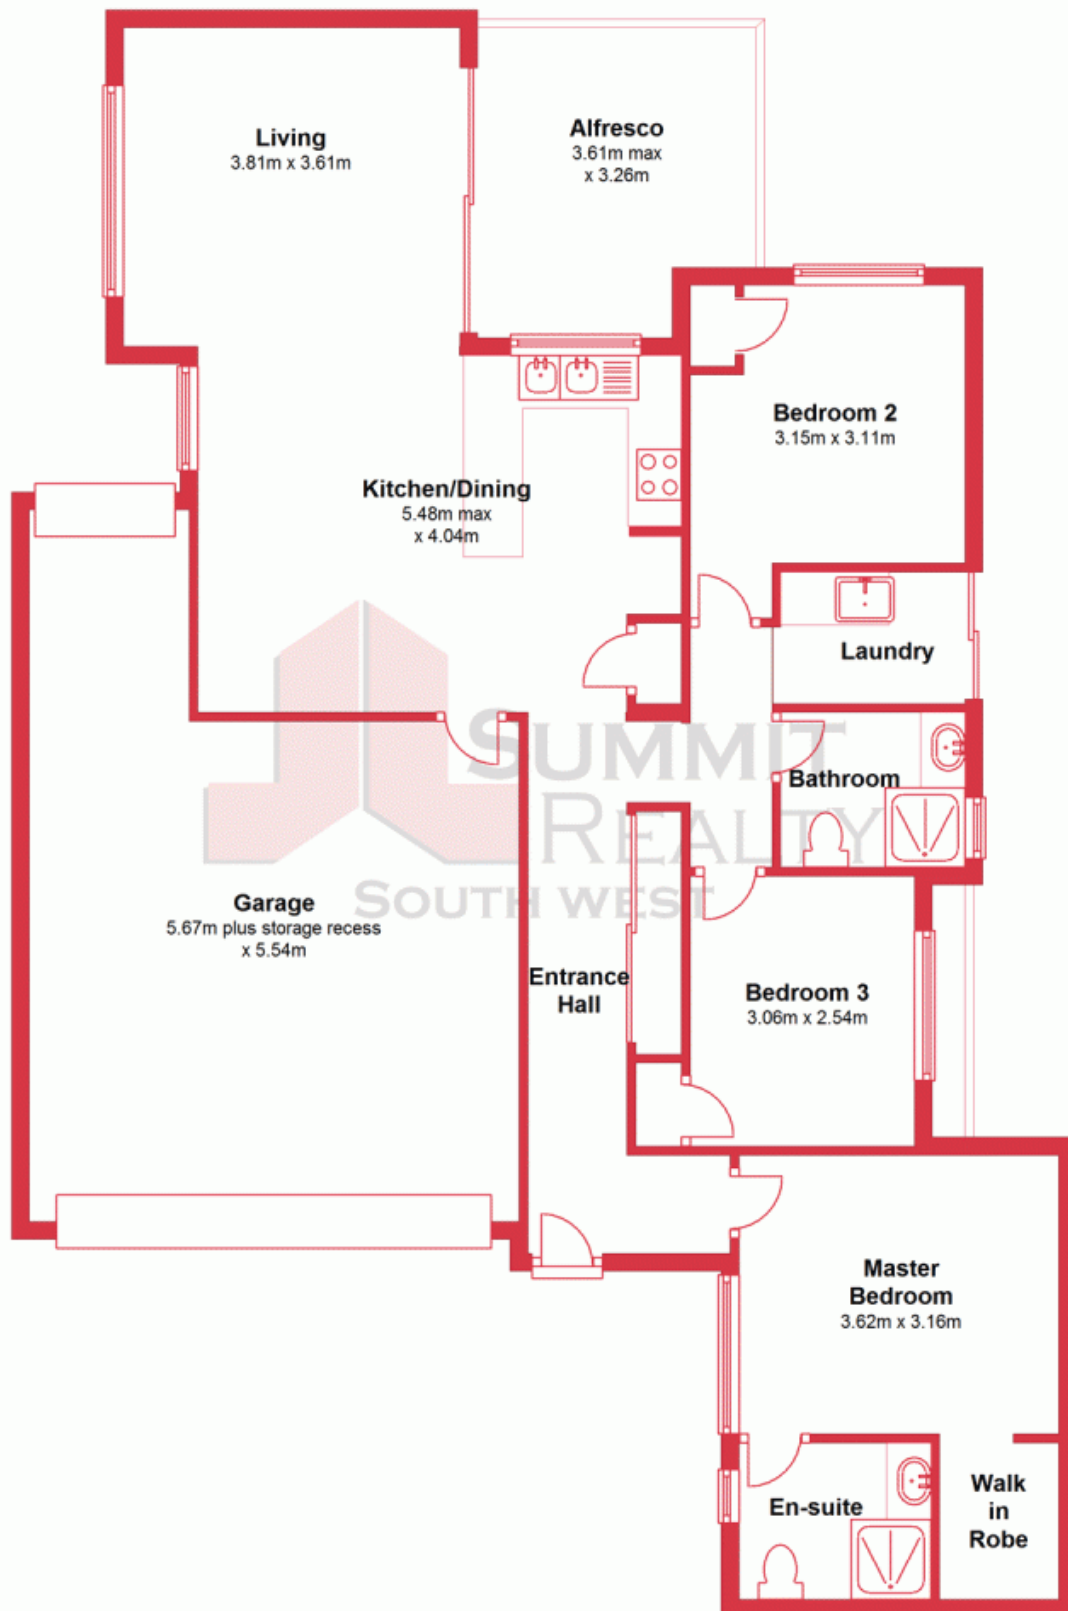 Living
3.81m x 3.61m
Alfresco
3.61m max
x 3.26m
Bedroom 2
3.15m x 3.11m
Kitchen/Dining
5.48m max
x 4.04m
Laundry
SUMMIT
REALTY
SOUTH WEST
Bathroom
Garage
5.67m plus storage recess
x 5.54m
Entrance
Hall
Bedroom 3
3.06m x 2.54m
Master
Bedroom
3.62m x 3.16m
En-suite
Walk
in
Robe